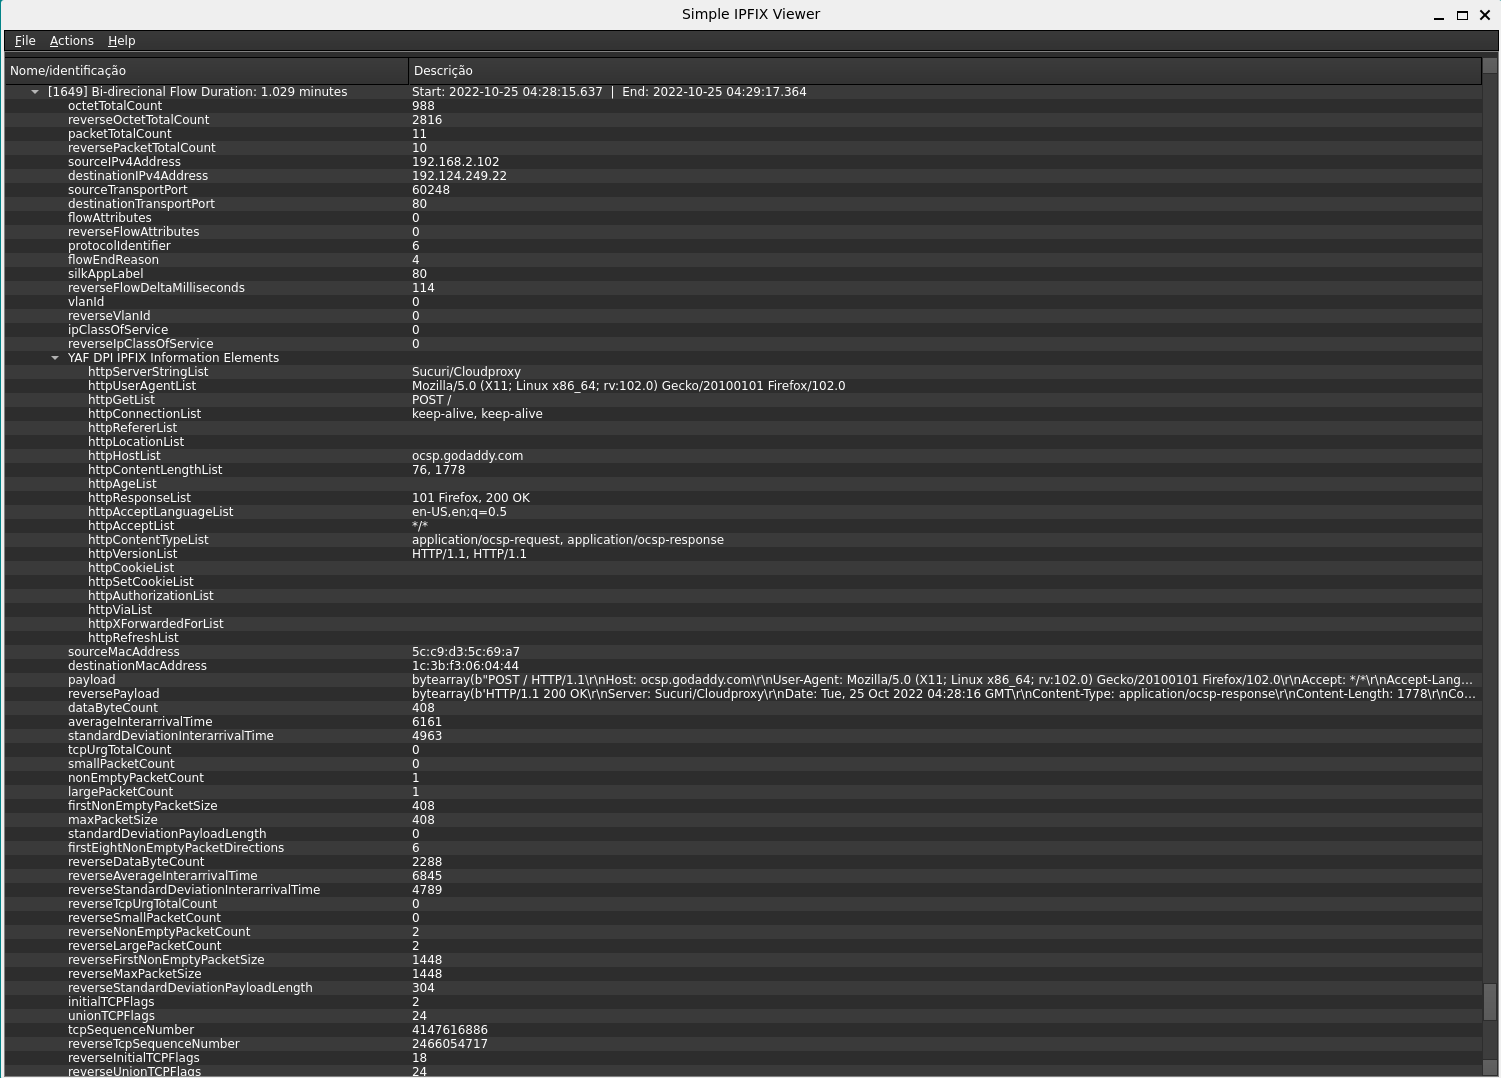 Simple IPFIX Viewer
File Actions Help
Nome/identificação Descrição
[1649] Bi-direcional Flow Duration: 1.029 minutes Start: 2022-10-25 04:28:15.637 | End: 2022-10-25 04:29:17.364
octetTotalCount 988
reverseOctetTotalCount 2816
packetTotalCount 11
reversePacketTotalCount 10
sourceIPv4Address 192.168.2.102
destinationIPv4Address 192.124.249.22
sourceTransportPort 60248
destinationTransportPort 80
flowAttributes 0
reverseFlowAttributes 0
protocolIdentifier 6
flowEndReason 4
silkAppLabel 80
reverseFlowDeltaMilliseconds 114
vlanId 0
reverseVlanId 0
ipClassOfService 0
reverseIpClassOfService 0
YAF DPI IPFIX Information Elements
httpServerStringList Sucuri/Cloudproxy
httpUserAgentList Mozilla/5.0 (X11; Linux x86_64; rv:102.0) Gecko/20100101 Firefox/102.0
httpGetList POST /
httpConnectionList keep-alive, keep-alive
httpRefererList
httpLocationList
httpHostList ocsp.godaddy.com
httpContentLengthList 76, 1778
httpAgeList
httpResponseList 101 Firefox, 200 OK
httpAcceptLanguageList en-US,en;q=0.5
httpAcceptList */*
httpContentTypeList application/ocsp-request, application/ocsp-response
httpVersionList HTTP/1.1, HTTP/1.1
httpCookieList
httpSetCookieList
httpAuthorizationList
httpViaList
httpXForwardedForList
httpRefreshList
sourceMacAddress 5c:c9:d3:5c:69:a7
destinationMacAddress 1c:3b:f3:06:04:44
payload bytearray(b"POST / HTTP/1.1\r\nHost: ocsp.godaddy.com\r\nUser-Agent: Mozilla/5.0 (X11; Linux x86_64; rv:102.0) Gecko/20100101 Firefox/102.0\r\nAccept: */*\r\nAccept-Lang...
reversePayload bytearray(b'HTTP/1.1 200 OK\r\nServer: Sucuri/Cloudproxy\r\nDate: Tue, 25 Oct 2022 04:28:16 GMT\r\nContent-Type: application/ocsp-response\r\nContent-Length: 1778\r\nCo...
dataByteCount 408
averageInterarrivalTime 6161
standardDeviationInterarrivalTime 4963
tcpUrgTotalCount 0
smallPacketCount 0
nonEmptyPacketCount 1
largePacketCount 1
firstNonEmptyPacketSize 408
maxPacketSize 408
standardDeviationPayloadLength 0
firstEightNonEmptyPacketDirections 6
reverseDataByteCount 2288
reverseAverageInterarrivalTime 6845
reverseStandardDeviationInterarrivalTime 4789
reverseTcpUrgTotalCount 0
reverseSmallPacketCount 0
reverseNonEmptyPacketCount 2
reverseLargePacketCount 2
reverseFirstNonEmptyPacketSize 1448
reverseMaxPacketSize 1448
reverseStandardDeviationPayloadLength 304
initialTCPFlags 2
unionTCPFlags 24
tcpSequenceNumber 4147616886
reverseTcpSequenceNumber 2466054717
reverseInitialTCPFlags 18
reverseUnionTCPFlags 24